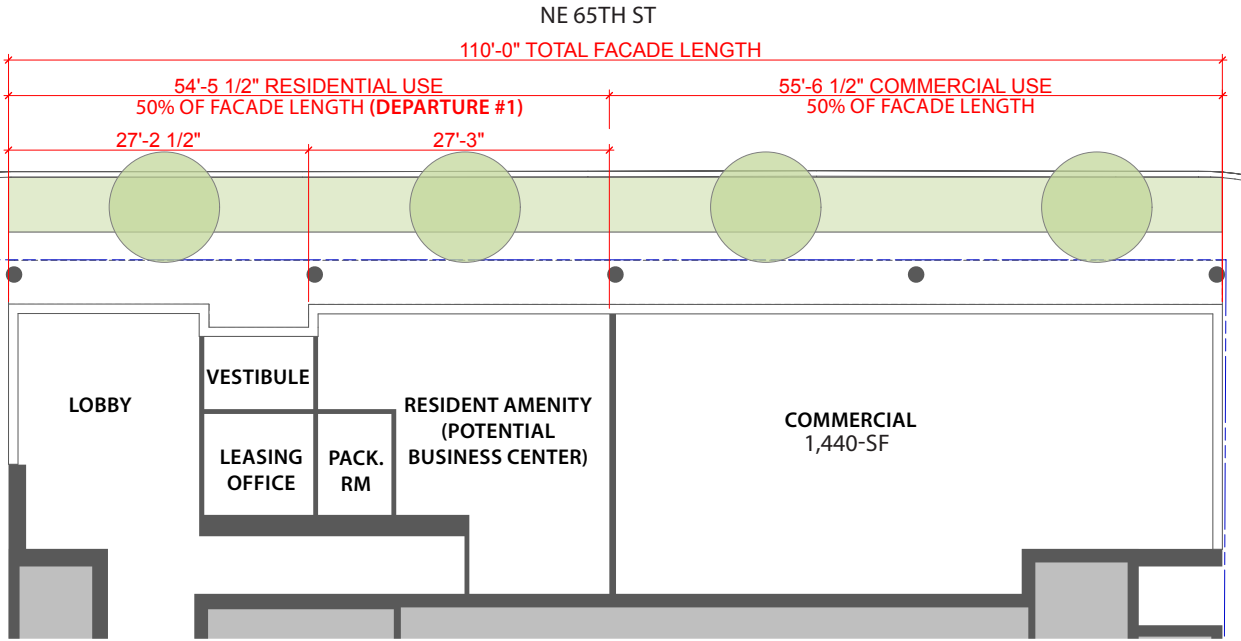 NE 65TH ST
110'-0" TOTAL FACADE LENGTH
54'-5 1/2" RESIDENTIAL USE
50% OF FACADE LENGTH (DEPARTURE #1)
55'-6 1/2" COMMERCIAL USE
50% OF FACADE LENGTH
27'-2 1/2"
27'-3"
LOBBY
VESTIBULE
LEASING
OFFICE
PACK.
RM
RESIDENT AMENITY
(POTENTIAL
BUSINESS CENTER)
COMMERCIAL
1,440-SF